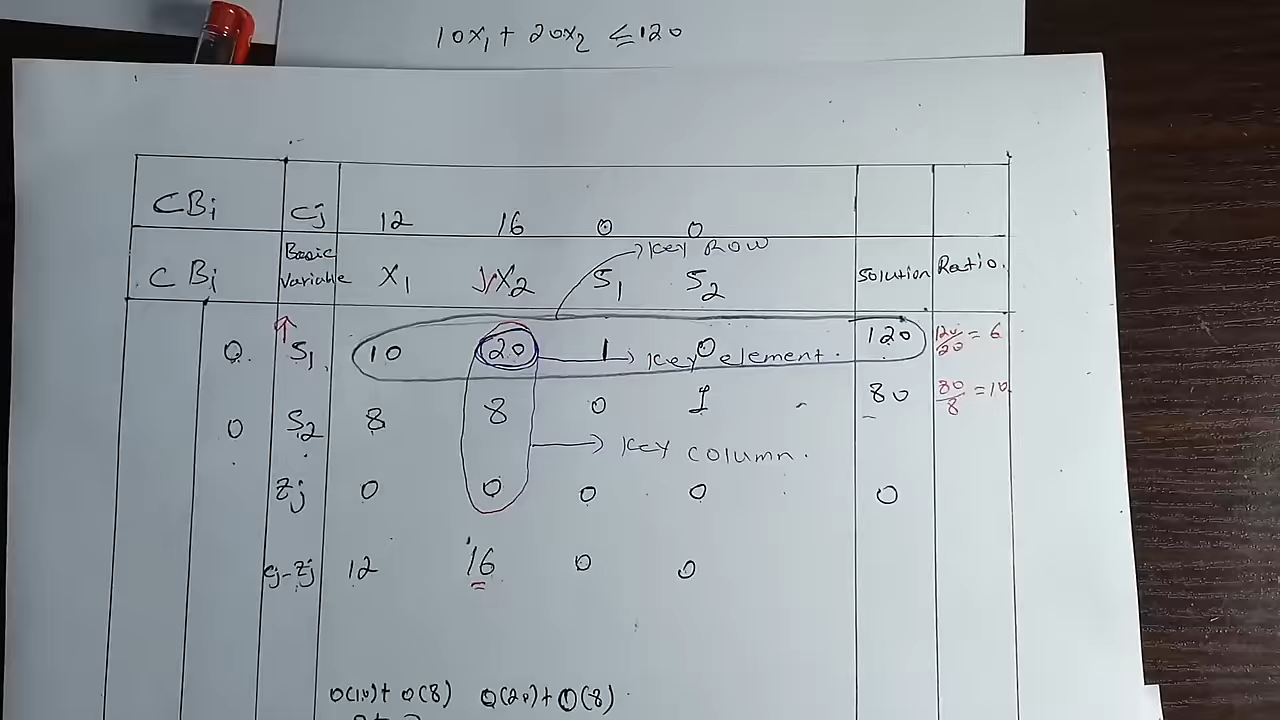 10x₁ + 20x₂ ≤ 120
CBi Cj 12 16 0 0
→ Key Row
CBi Basic Variable X₁ X₂ S₁ S₂ Solution Ratio.
0. S₁ 10 20 1 0 120 120/20 = 6
→ Key element.
0 S₂ 8 8 0 1 80 80/8 = 10
→ Key column.
Zj 0 0 0 0 0
Cj-Zj 12 16 0 0
0(10)+ 0(8) 0(20)+0(8)